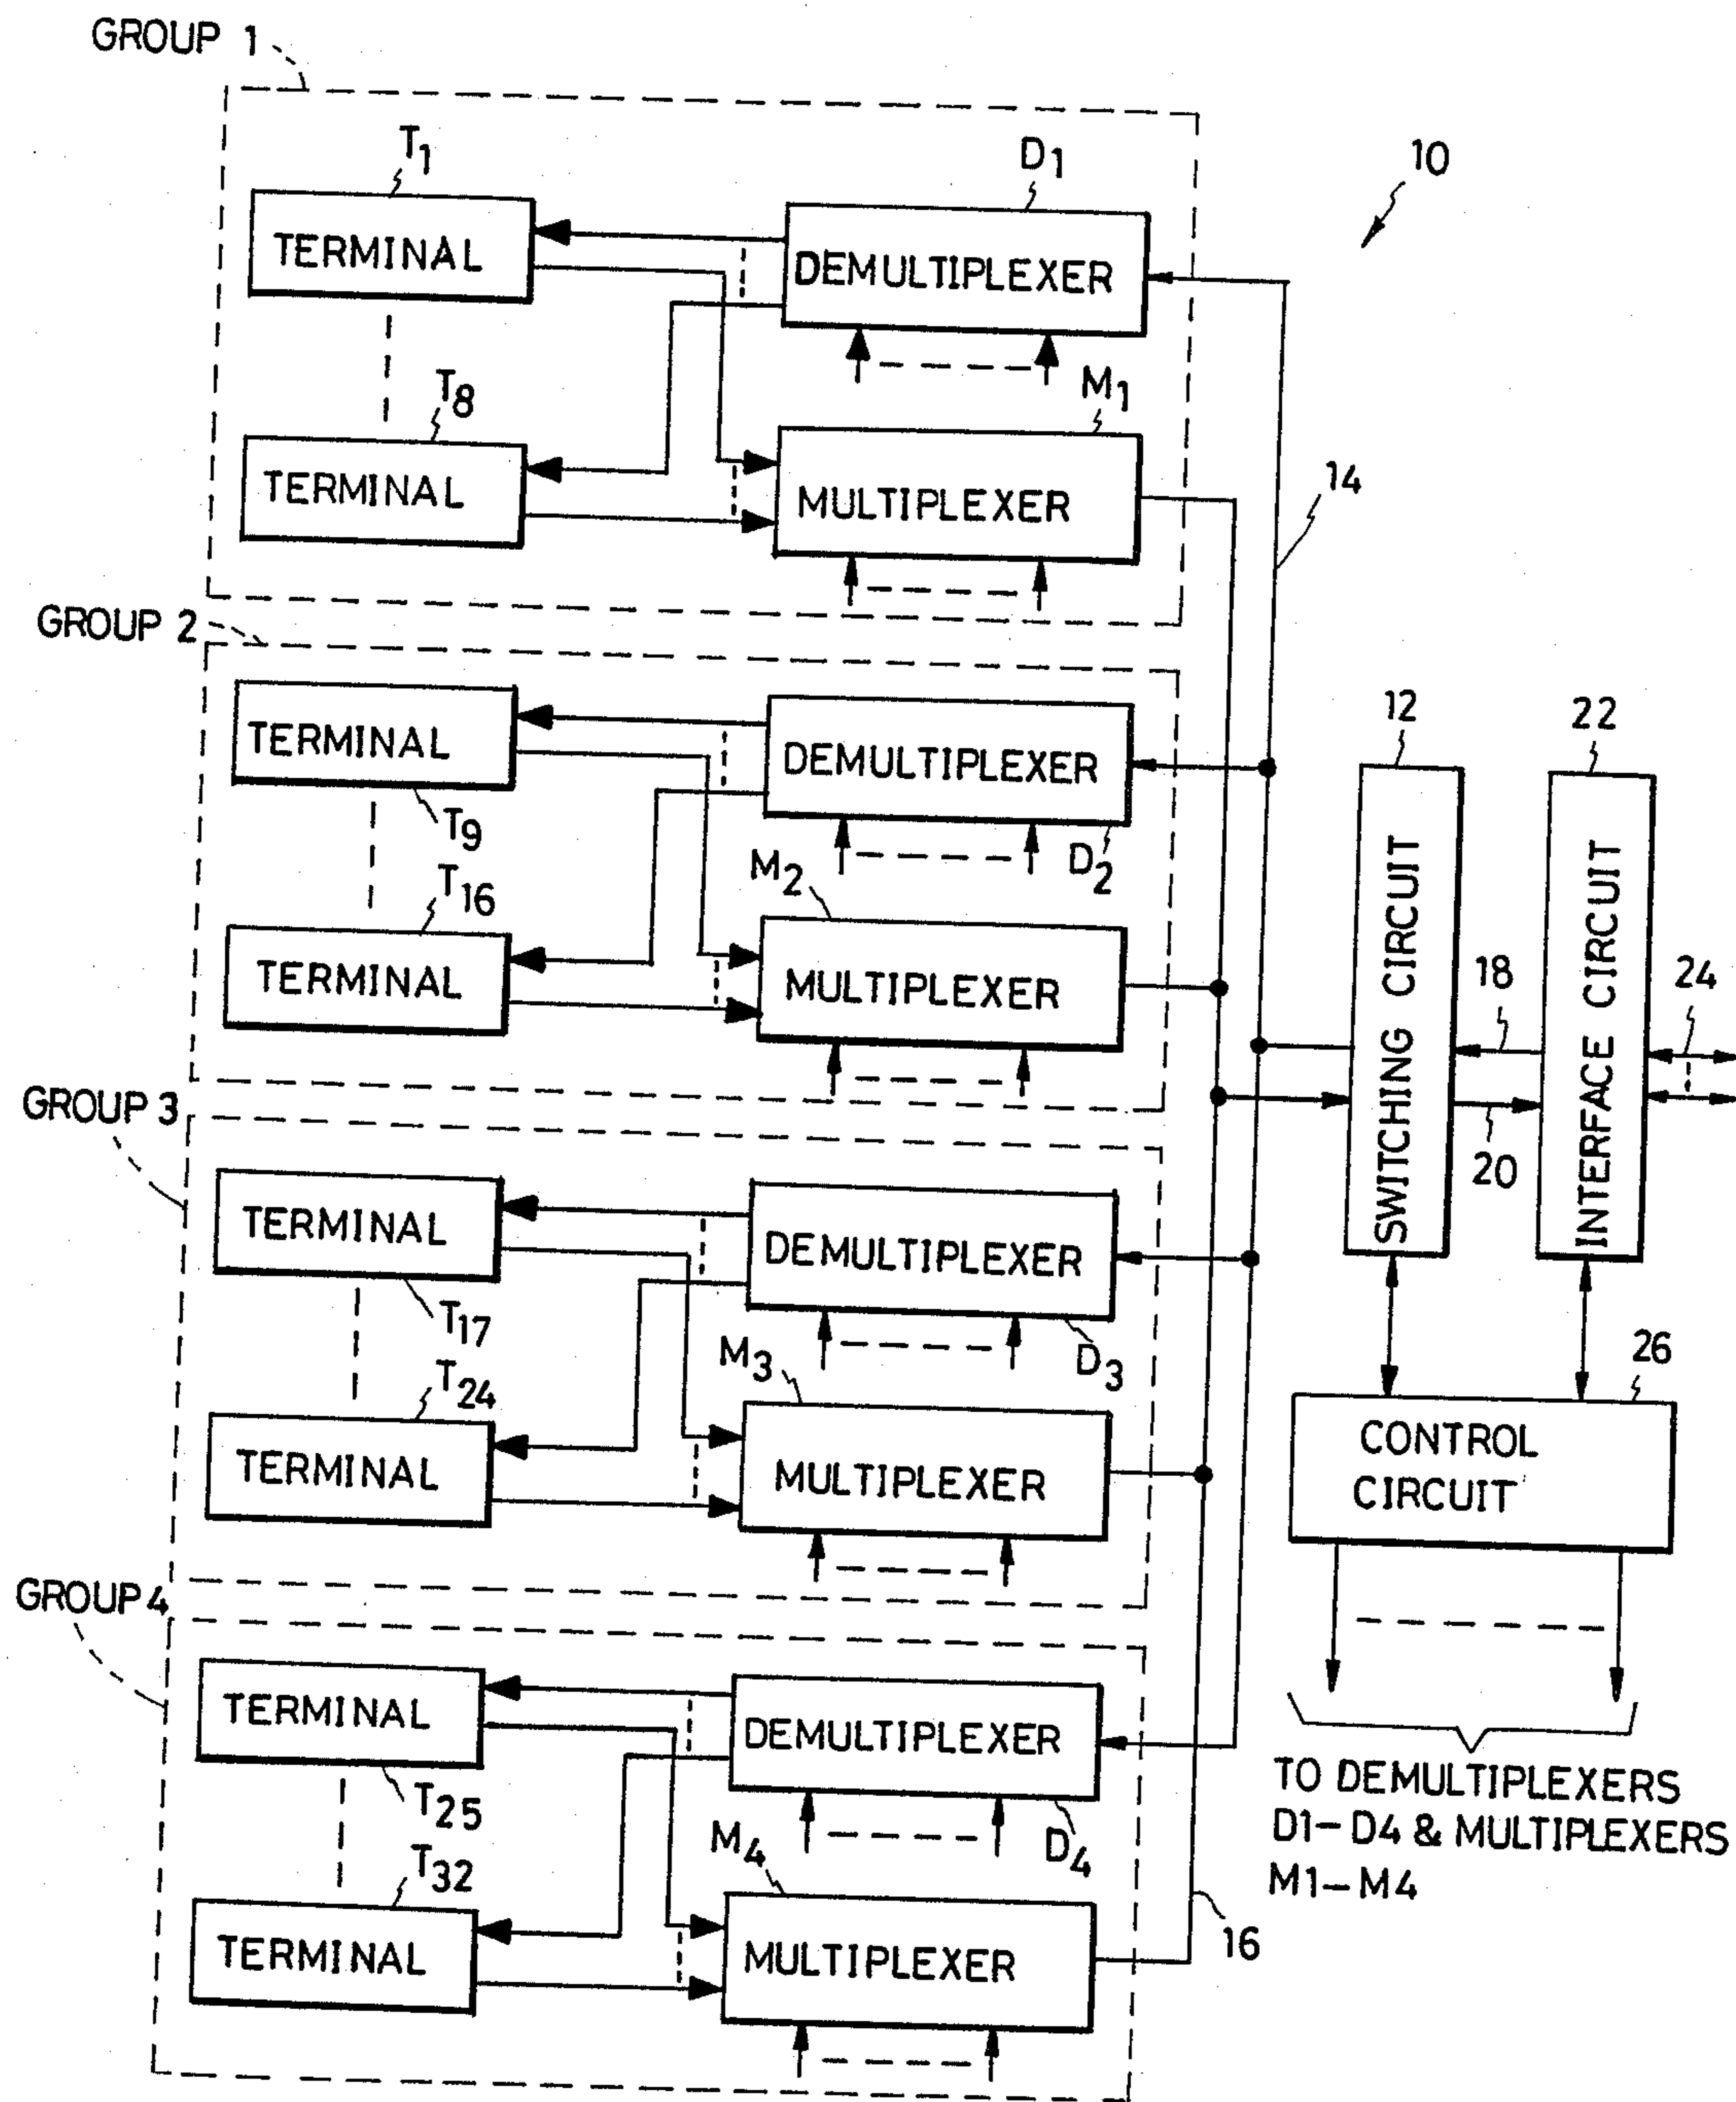 GROUP 1
T1
D1
10
TERMINAL
DEMULTIPLEXER
T8
M1
TERMINAL
MULTIPLEXER
14
GROUP 2
TERMINAL
DEMULTIPLEXER
12
22
T9
M2
D2
T16
TERMINAL
MULTIPLEXER
SWITCHING CIRCUIT
18
INTERFACE CIRCUIT
24
20
GROUP 3
TERMINAL
DEMULTIPLEXER
T17
M3
D3
T24
26
TERMINAL
MULTIPLEXER
CONTROL
CIRCUIT
GROUP 4
TERMINAL
DEMULTIPLEXER
T25
M4
D4
T32
TERMINAL
MULTIPLEXER
16
TO DEMULTIPLEXERS
D1-D4 & MULTIPLEXERS
M1-M4